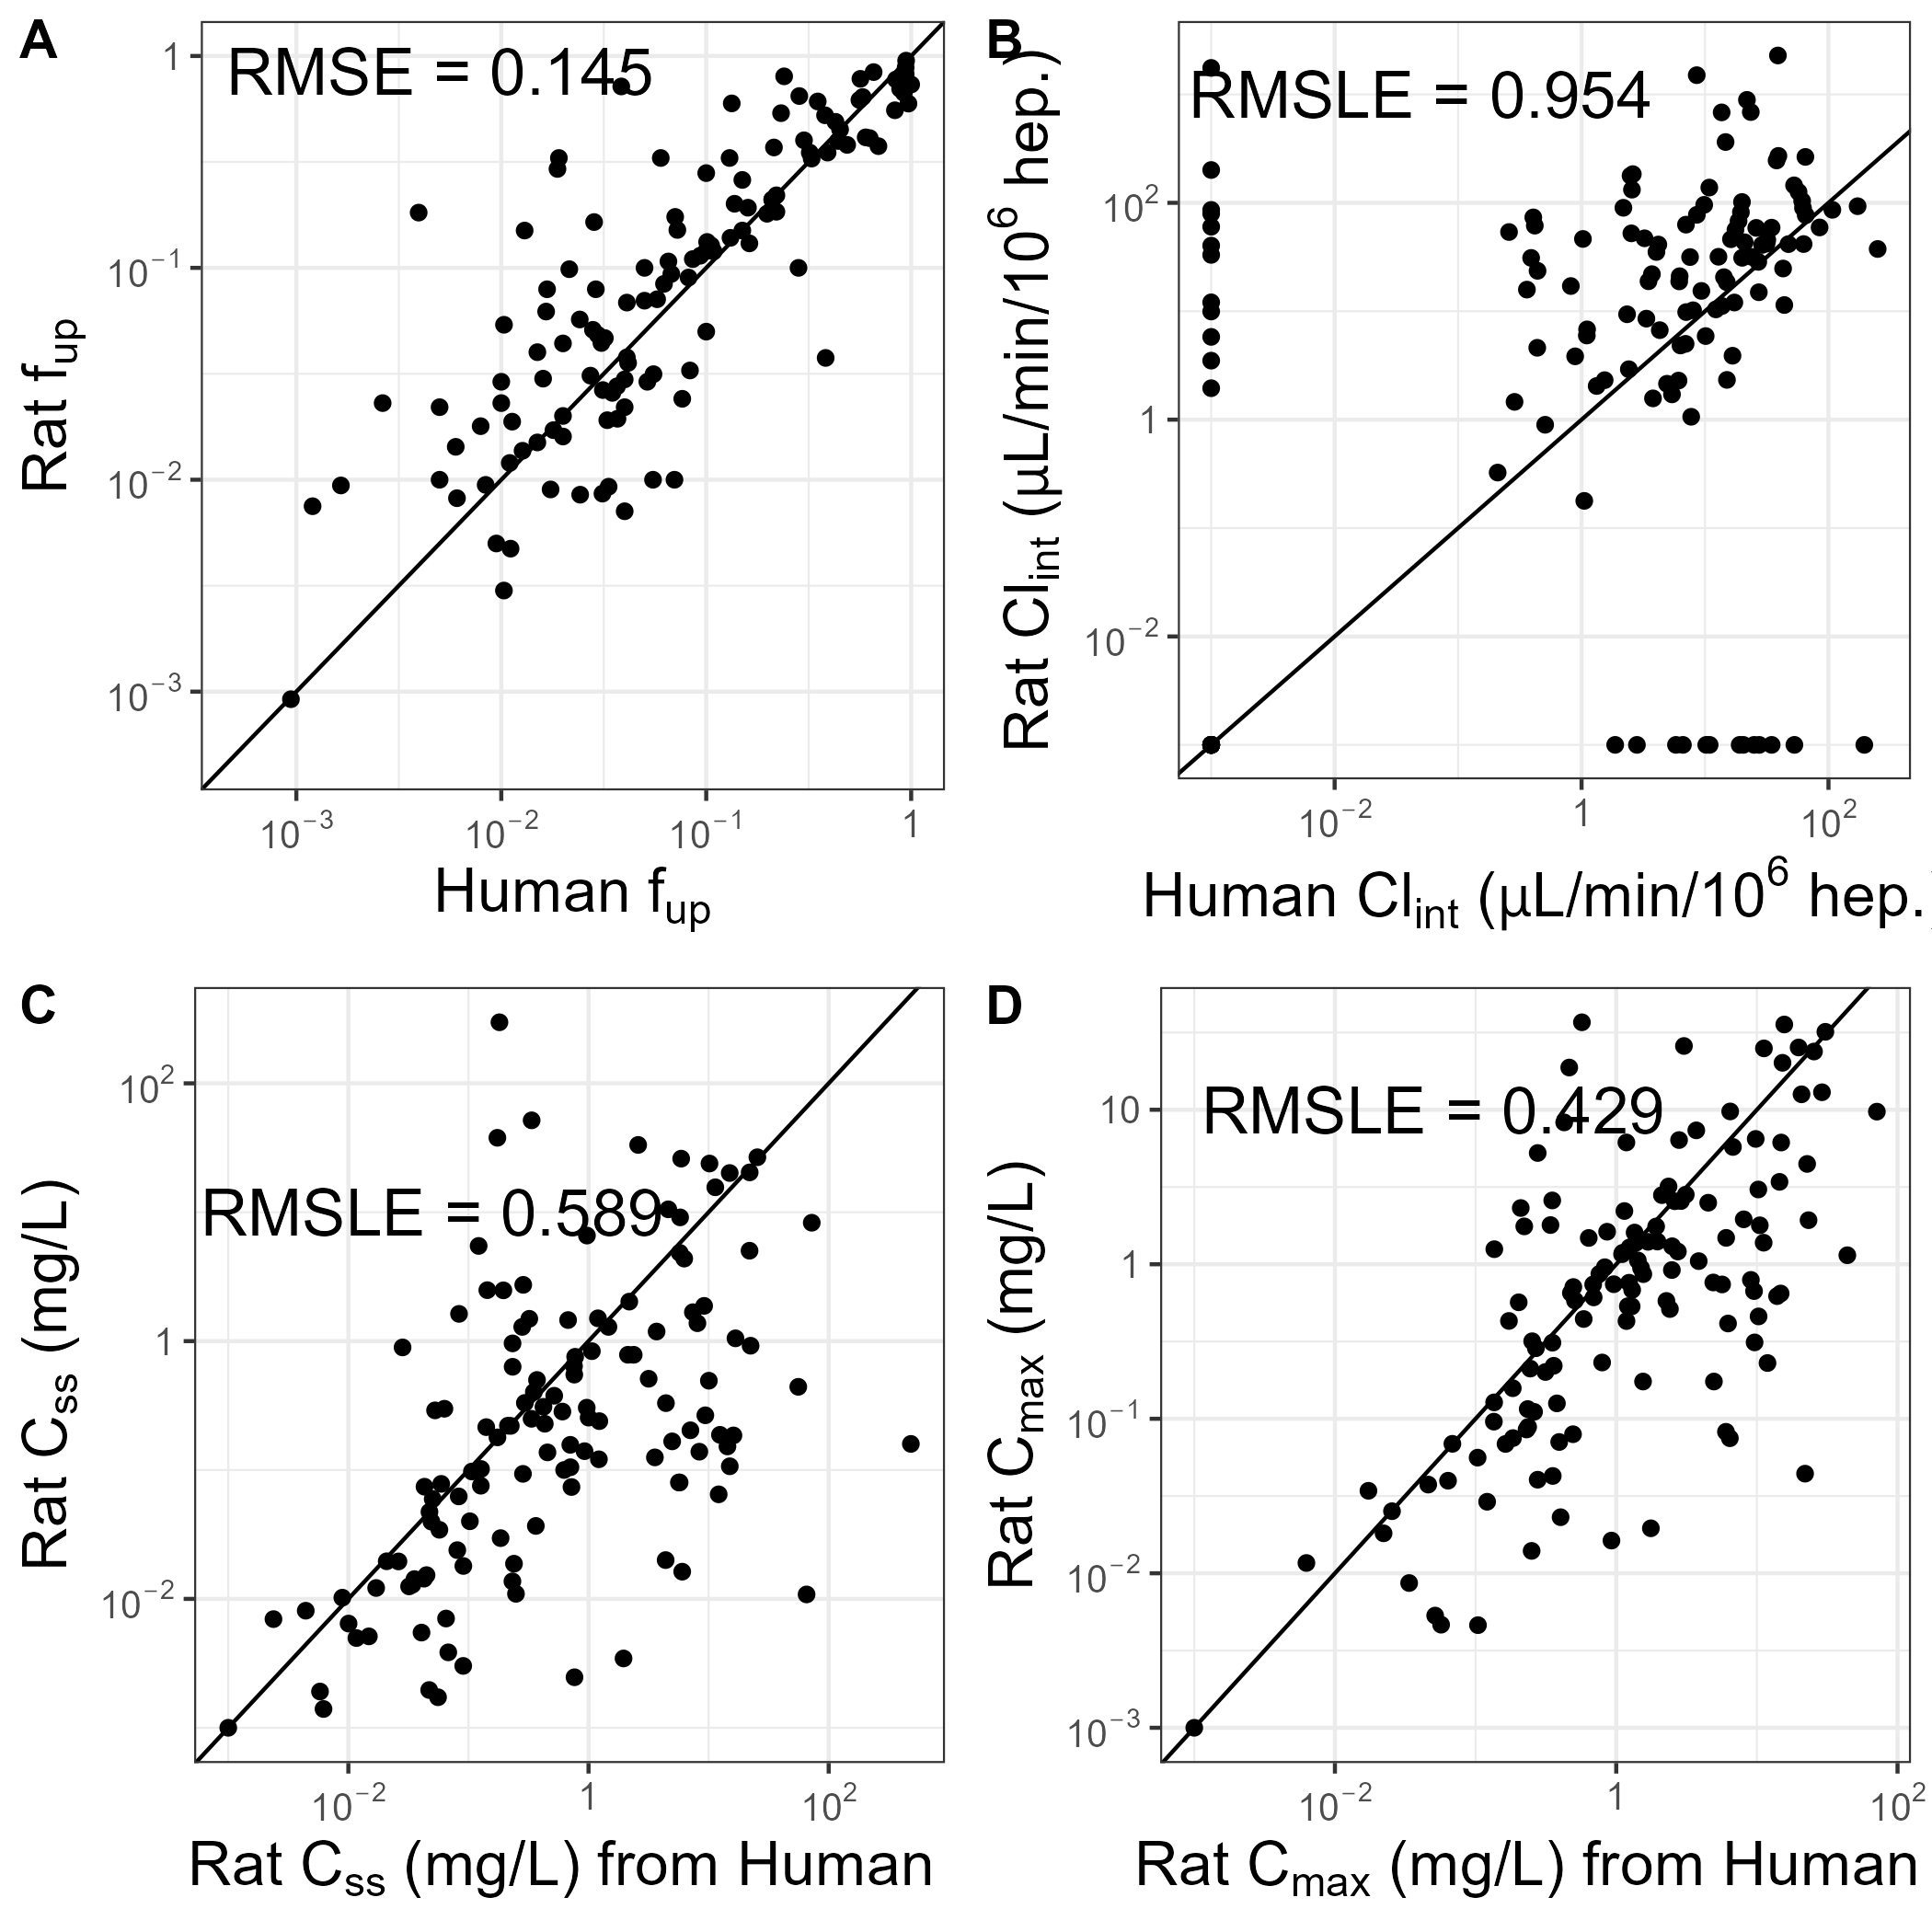 A
RMSE = 0.145
1
10⁻¹
10⁻²
10⁻³
Rat fup
10⁻³ 10⁻² 10⁻¹ 1
Human fup
B
RMSLE = 0.954
10²
1
10⁻²
Rat Clint (µL/min/10⁶ hep.)
10⁻² 1 10²
Human Clint (µL/min/10⁶ hep.
C
RMSLE = 0.589
10²
1
10⁻²
Rat Css (mg/L)
10⁻² 1 10²
Rat Css (mg/L) from Human
D
RMSLE = 0.429
10
1
10⁻¹
10⁻²
10⁻³
Rat Cmax (mg/L)
10⁻² 1 10²
Rat Cmax (mg/L) from Human